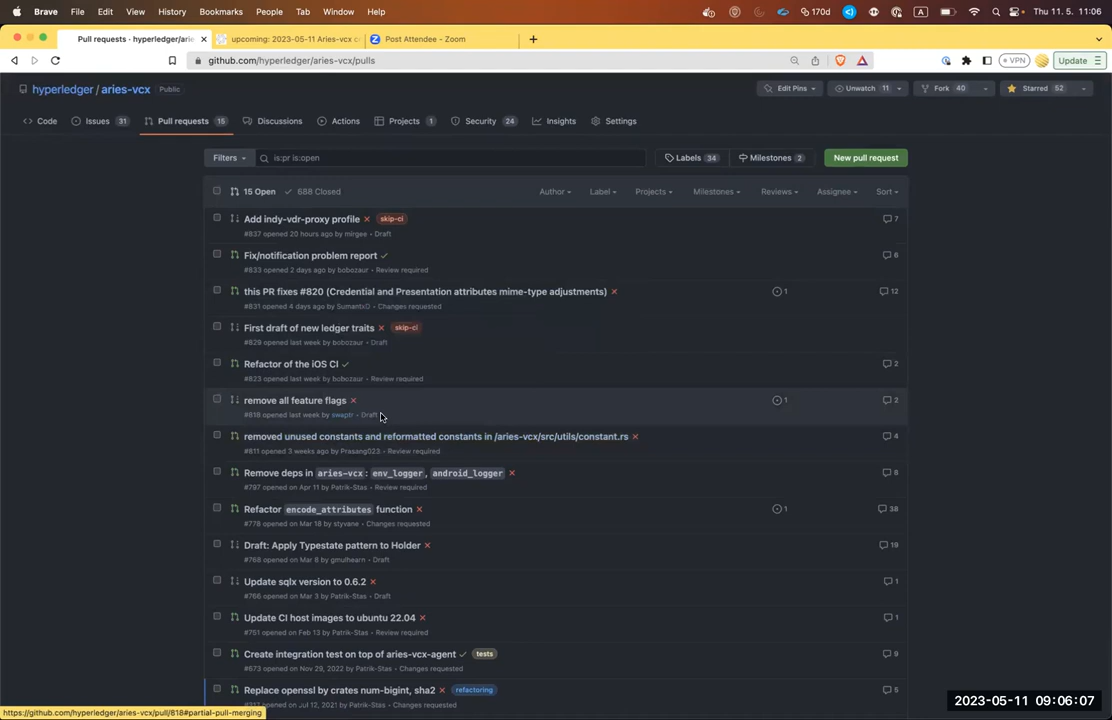 Brave File Edit View History Bookmarks People Tab Window Help 170d A Thu 11. 5. 11:06
Pull requests · hyperledger/arie upcoming: 2023-05-11 Aries-vcx c Post Attendee - Zoom
github.com/hyperledger/aries-vcx/pulls VPN Update
hyperledger / aries-vcx Public Edit Pins Unwatch 11 Fork 40 Starred 52
Code Issues 31 Pull requests 15 Discussions Actions Projects 1 Security 24 Insights Settings
Filters is:pr is:open Labels 34 Milestones 2 New pull request
15 Open 688 Closed Author Label Projects Milestones Reviews Assignee Sort
Add indy-vdr-proxy profile skip-ci 7
#837 opened 20 hours ago by mirgee • Draft
Fix/notification problem report 6
#833 opened 2 days ago by bobozaur • Review required
this PR fixes #820 (Credential and Presentation attributes mime-type adjustments) 1 12
#831 opened 4 days ago by • Changes requested
First draft of new ledger traits skip-ci
#829 opened last week by bobozaur • Draft
Refactor of the iOS CI 2
#823 opened last week by bobozaur • Review required
remove all feature flags 1 2
#818 opened last week by swaptr • Draft
removed unused constants and reformatted constants in /aries-vcx/src/utils/constant.rs 4
#811 opened 3 weeks ago by Prasang023 • Review required
Remove deps in aries-vcx: env_logger, android_logger
#797 opened on Apr 11 by Patrik-Stas • Review required
Refactor encode_attributes function 1 38
#778 opened on Mar 18 by styvane • Changes requested
Draft: Apply Typestate pattern to Holder 19
#768 opened on Mar 8 by gmulhearn • Draft
Update sqlx version to 0.6.2 1
#766 opened on Mar 3 by Patrik-Stas • Draft
Update CI host images to ubuntu 22.04 1
#751 opened on Feb 13 by Patrik-Stas • Review required
Create integration test on top of aries-vcx-agent tests 9
#673 opened on Nov 29, 2022 by Patrik-Stas • Changes requested
Replace openssl by crates num-bigint, sha2 refactoring 5
opened on Jul 12, 2021 by Patrik-Stas • Changes requested
https://github.com/hyperledger/aries-vcx/pull/818#partial-pull-merging
2023-05-11 09:06:07